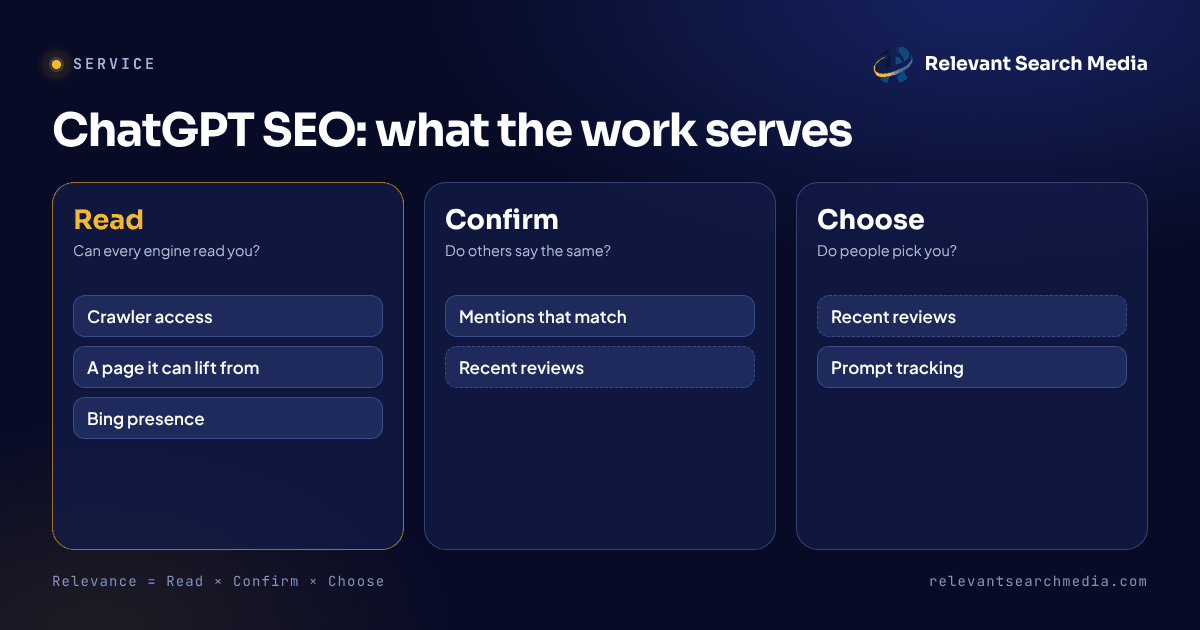 SERVICE
Relevant Search Media
ChatGPT SEO: what the work serves
Read
Can every engine read you?
Crawler access
A page it can lift from
Bing presence
Confirm
Do others say the same?
Mentions that match
Recent reviews
Choose
Do people pick you?
Recent reviews
Prompt tracking
Relevance = Read × Confirm × Choose
relevantsearchmedia.com